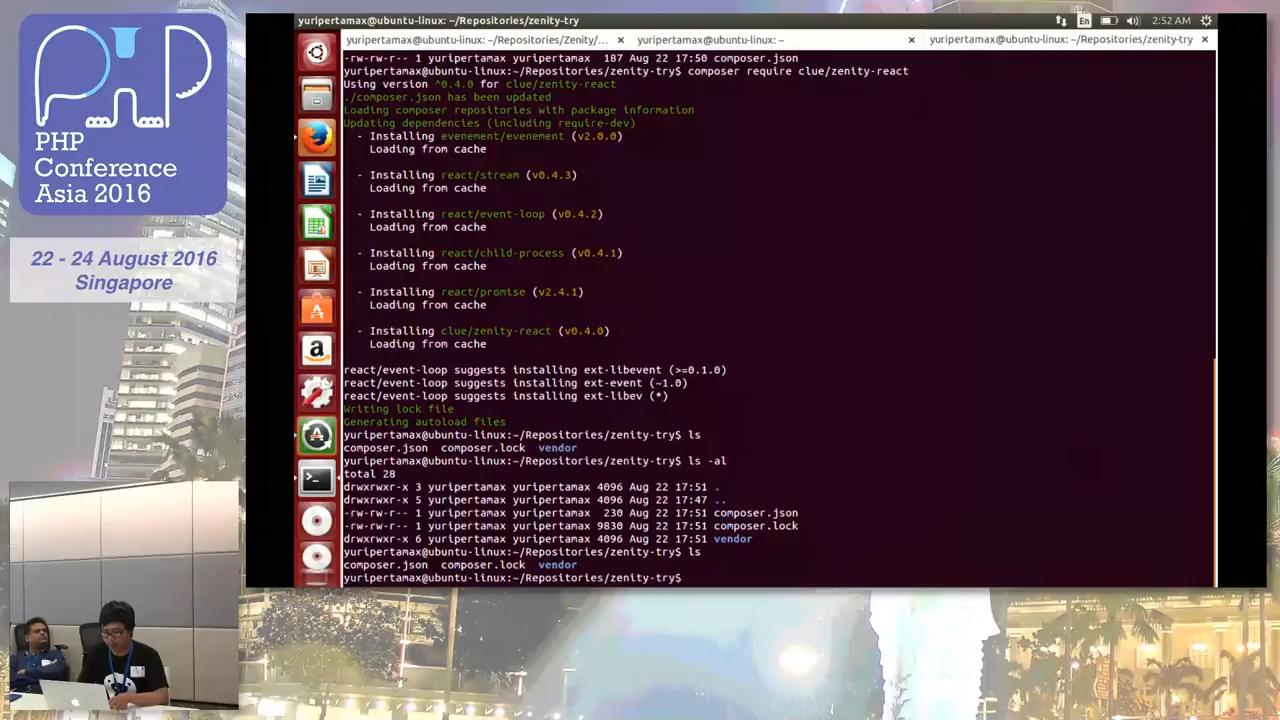 PHP
Conference
Asia 2016
22 - 24 August 2016
Singapore
yuripertamax@ubuntu-linux: ~/Repositories/zenity-try
En
2:52 AM
yuripertamax@ubuntu-linux: ~/Repositories/Zenity/... ×
yuripertamax@ubuntu-linux: ~ ×
yuripertamax@ubuntu-linux: ~/Repositories/zenity-try ×
-rw-rw-r-- 1 yuripertamax yuripertamax  187 Aug 22 17:50 composer.json
yuripertamax@ubuntu-linux:~/Repositories/zenity-try$ composer require clue/zenity-react
Using version ^0.4.0 for clue/zenity-react
./composer.json has been updated
Loading composer repositories with package information
Updating dependencies (including require-dev)
- Installing evenement/evenement (v2.0.0)
Loading from cache
- Installing react/stream (v0.4.3)
Loading from cache
- Installing react/event-loop (v0.4.2)
Loading from cache
- Installing react/child-process (v0.4.1)
Loading from cache
- Installing react/promise (v2.4.1)
Loading from cache
- Installing clue/zenity-react (v0.4.0)
Loading from cache
react/event-loop suggests installing ext-libevent (>=0.1.0)
react/event-loop suggests installing ext-event (~1.0)
react/event-loop suggests installing ext-libev (*)
Writing lock file
Generating autoload files
yuripertamax@ubuntu-linux:~/Repositories/zenity-try$ ls
composer.json  composer.lock  vendor
yuripertamax@ubuntu-linux:~/Repositories/zenity-try$ ls -al
total 28
drwxrwxr-x 3 yuripertamax yuripertamax 4096 Aug 22 17:51 .
drwxrwxr-x 5 yuripertamax yuripertamax 4096 Aug 22 17:47 ..
-rw-rw-r-- 1 yuripertamax yuripertamax  230 Aug 22 17:51 composer.json
-rw-rw-r-- 1 yuripertamax yuripertamax 9830 Aug 22 17:51 composer.lock
drwxrwxr-x 6 yuripertamax yuripertamax 4096 Aug 22 17:51 vendor
yuripertamax@ubuntu-linux:~/Repositories/zenity-try$ ls
composer.json  composer.lock  vendor
yuripertamax@ubuntu-linux:~/Repositories/zenity-try$